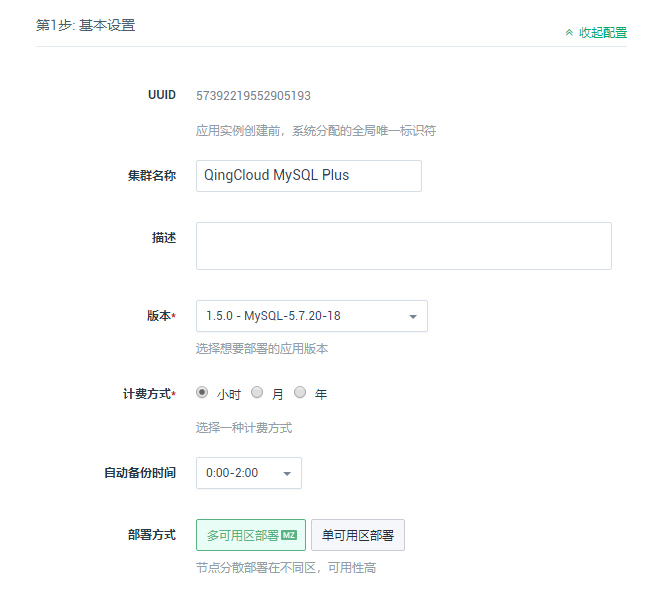 第1步: 基本设置
收起配置
UUID 57392219552905193
应用实例创建前，系统分配的全局唯一标识符
集群名称 QingCloud MySQL Plus
描述
版本* 1.5.0 - MySQL-5.7.20-18
选择想要部署的应用版本
计费方式* 小时 月 年
选择一种计费方式
自动备份时间 0:00-2:00
部署方式 多可用区部署 MZ 单可用区部署
节点分散部署在不同区，可用性高